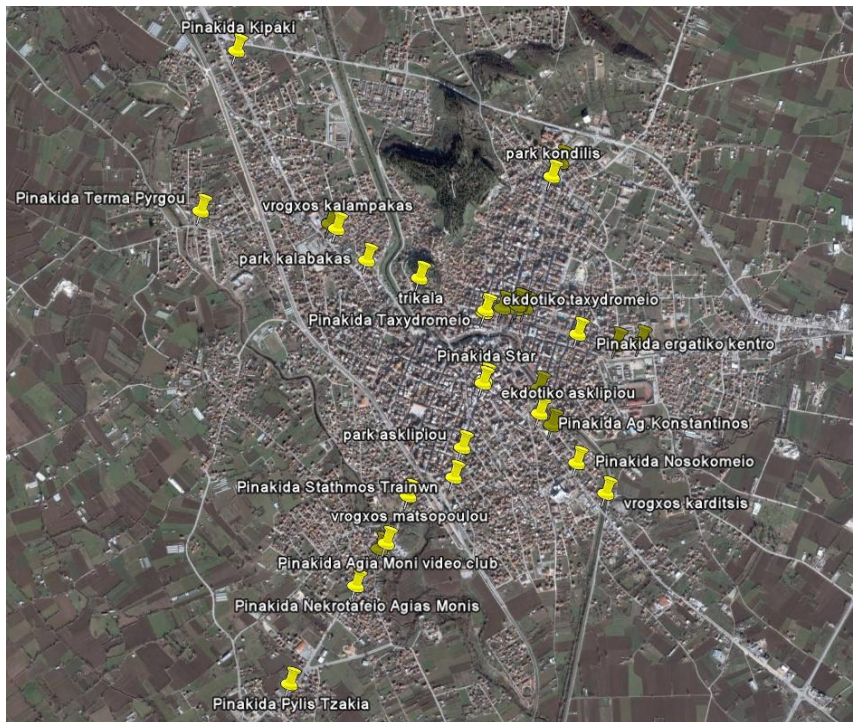 Pinakida Kipaki
park kondilis
Pinakida Terma Pyrgou
vrogxos kalampakas
park kalabakas
trikala
ekdotiko taxydromeio
Pinakida Taxydromeio
Pinakida ergatiko kentro
Pinakida Star
ekdotiko asklipiou
Pinakida Ag.Konstantinos
park asklipiou
Pinakida Nosokomeio
Pinakida Stathmos Trainwn
vrogxos karditsis
vrogxos matsopoulou
Pinakida Agia Moni video club
Pinakida Nekrotafeio Agias Monis
Pinakida Pylis Tzakia